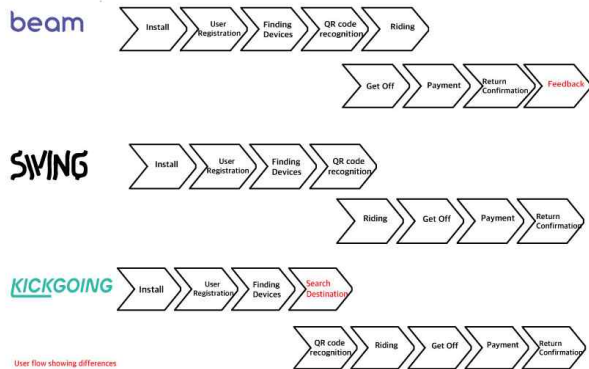 beam
Install
User
Registration
Finding
Devices
QR code
recognition
Riding
Get Off
Payment
Return
Confirmation
Feedback
SWING
Install
User
Registration
Finding
Devices
QR code
recognition
Riding
Get Off
Payment
Return
Confirmation
KICKGOING
Install
User
Registration
Finding
Devices
Search
Destination
QR code
recognition
Riding
Get Off
Payment
Return
Confirmation
User flow showing differences